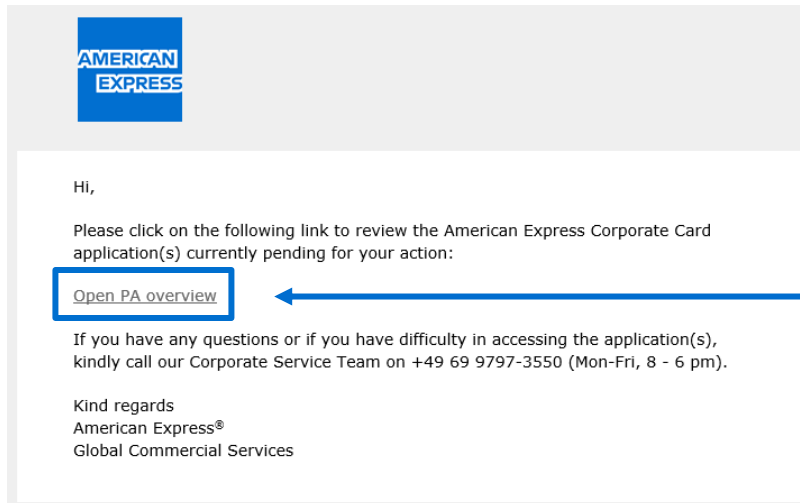 AMERICAN
EXPRESS
Hi,
Please click on the following link to review the American Express Corporate Card
application(s) currently pending for your action:
Open PA overview
If you have any questions or if you have difficulty in accessing the application(s),
kindly call our Corporate Service Team on +49 69 9797-3550 (Mon-Fri, 8 - 6 pm).
Kind regards
American Express®
Global Commercial Services